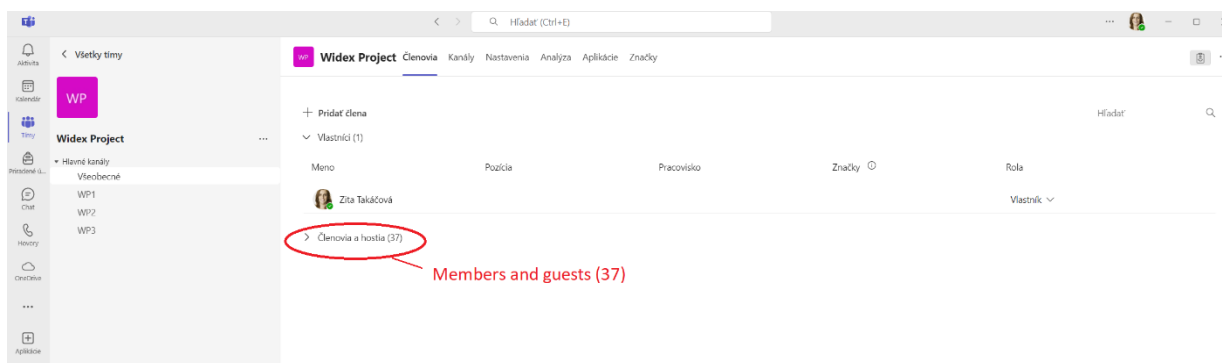 Hľadať (Ctrl+E)
Aktivita
Kalendár
Tímy
Priradené ú...
Chat
Hovory
OneDrive
Aplikácie
Všetky tímy
WP
Widex Project
Hlavné kanály
Všeobecné
WP1
WP2
WP3
WP Widex Project Členovia Kanály Nastavenia Analýza Aplikácie Značky
Pridať člena Hľadať
Vlastníci (1)
Meno Pozícia Pracovisko Značky Rola
Zita Takáčová Vlastník
Členovia a hostia (37)
Members and guests (37)